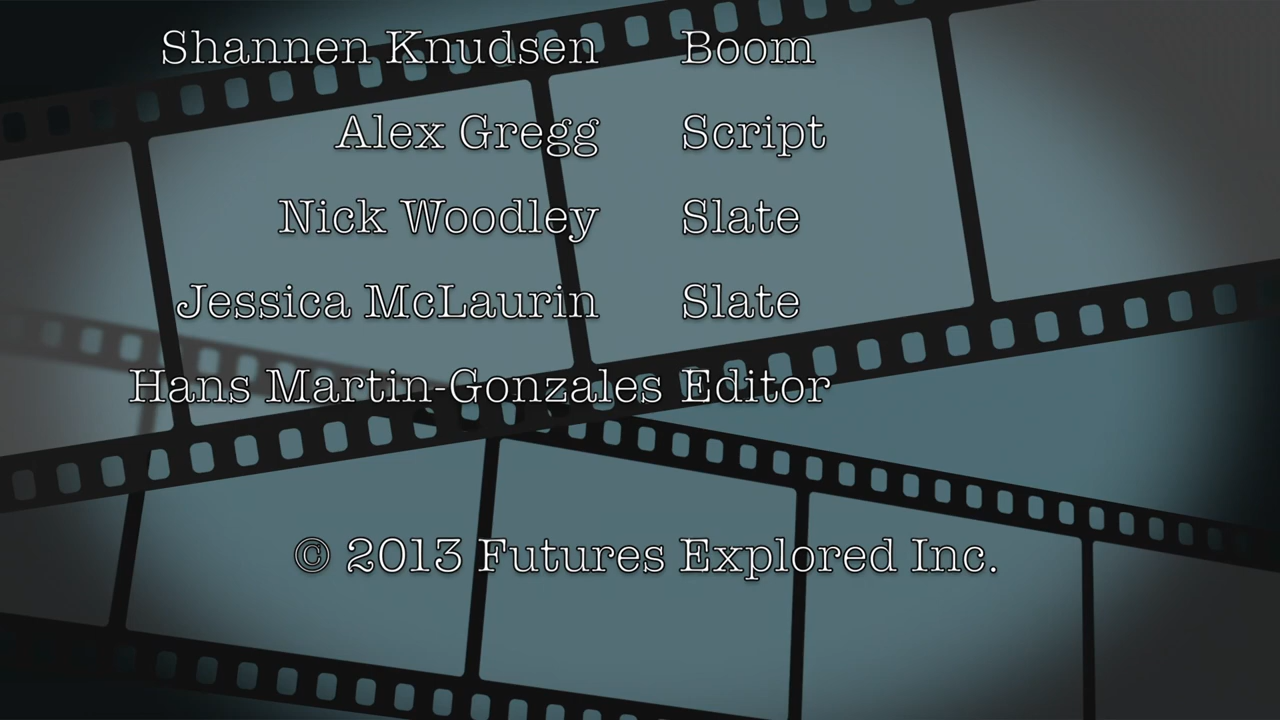 Shannen Knudsen Boom
Alex Gregg Script
Nick Woodley Slate
Jessica McLaurin Slate
Hans Martin-Gonzales Editor
© 2013 Futures Explored Inc.